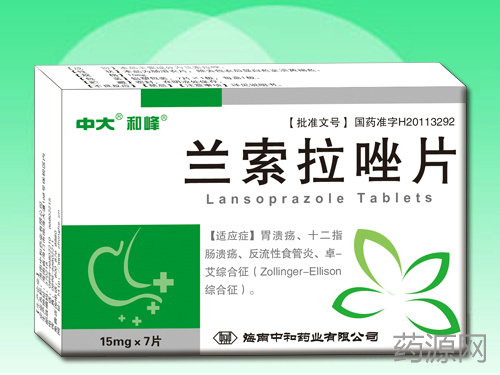 中大® 和峰®
【批准文号】国药准字H20113292
兰索拉唑片
Lansoprazole Tablets
【适应症】胃溃疡、十二指
肠溃疡、反流性食管炎、卓-
艾综合征（Zollinger-Ellison
综合征）。
15mg x 7片
海南中和药业有限公司
药源网